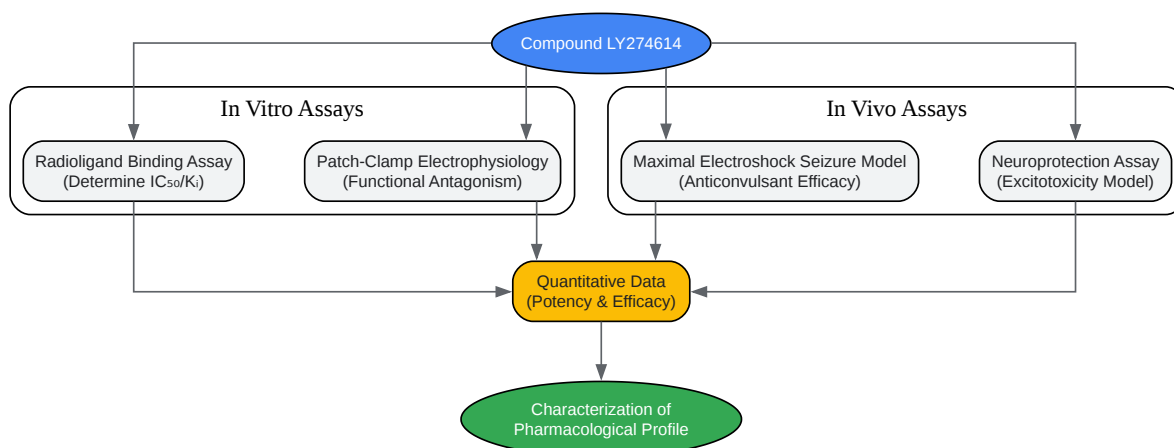 Compound LY274614
In Vitro Assays
In Vivo Assays
Radioligand Binding Assay
(Determine IC₅₀/Kᵢ)
Patch-Clamp Electrophysiology
(Functional Antagonism)
Maximal Electroshock Seizure Model
(Anticonvulsant Efficacy)
Neuroprotection Assay
(Excitotoxicity Model)
Quantitative Data
(Potency & Efficacy)
Characterization of
Pharmacological Profile